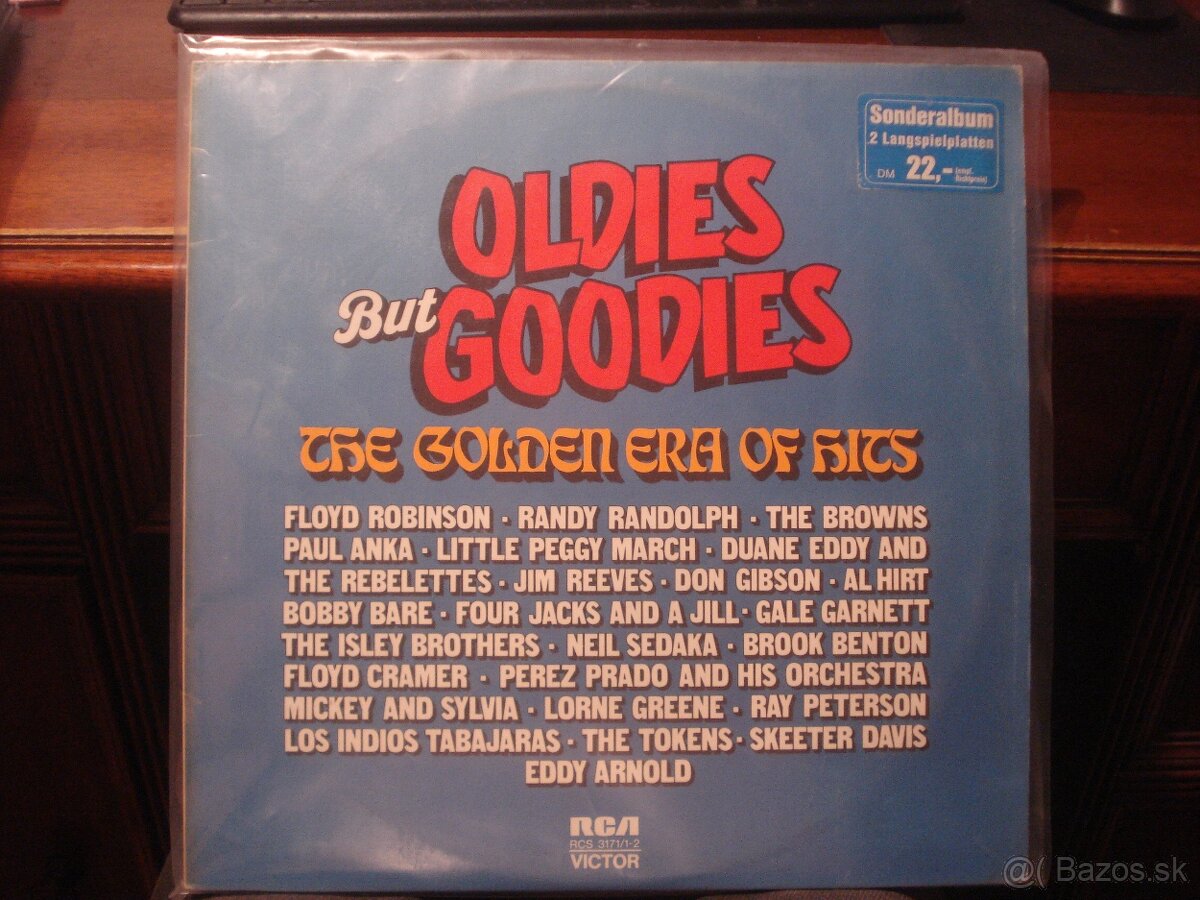 Sonderalbum
2 Langspielplatten
DM 22,- (empf. Richtpreis)
OLDIES
But GOODIES
THE GOLDEN ERA OF HITS
FLOYD ROBINSON · RANDY RANDOLPH · THE BROWNS
PAUL ANKA · LITTLE PEGGY MARCH · DUANE EDDY AND
THE REBELETTES · JIM REEVES · DON GIBSON · AL HIRT
BOBBY BARE · FOUR JACKS AND A JILL · GALE GARNETT
THE ISLEY BROTHERS · NEIL SEDAKA · BROOK BENTON
FLOYD CRAMER · PEREZ PRADO AND HIS ORCHESTRA
MICKEY AND SYLVIA · LORNE GREENE · RAY PETERSON
LOS INDIOS TABAJARAS · THE TOKENS · SKEETER DAVIS
EDDY ARNOLD
RCA
RCS 3171/1-2
VICTOR
@( Bazos.sk